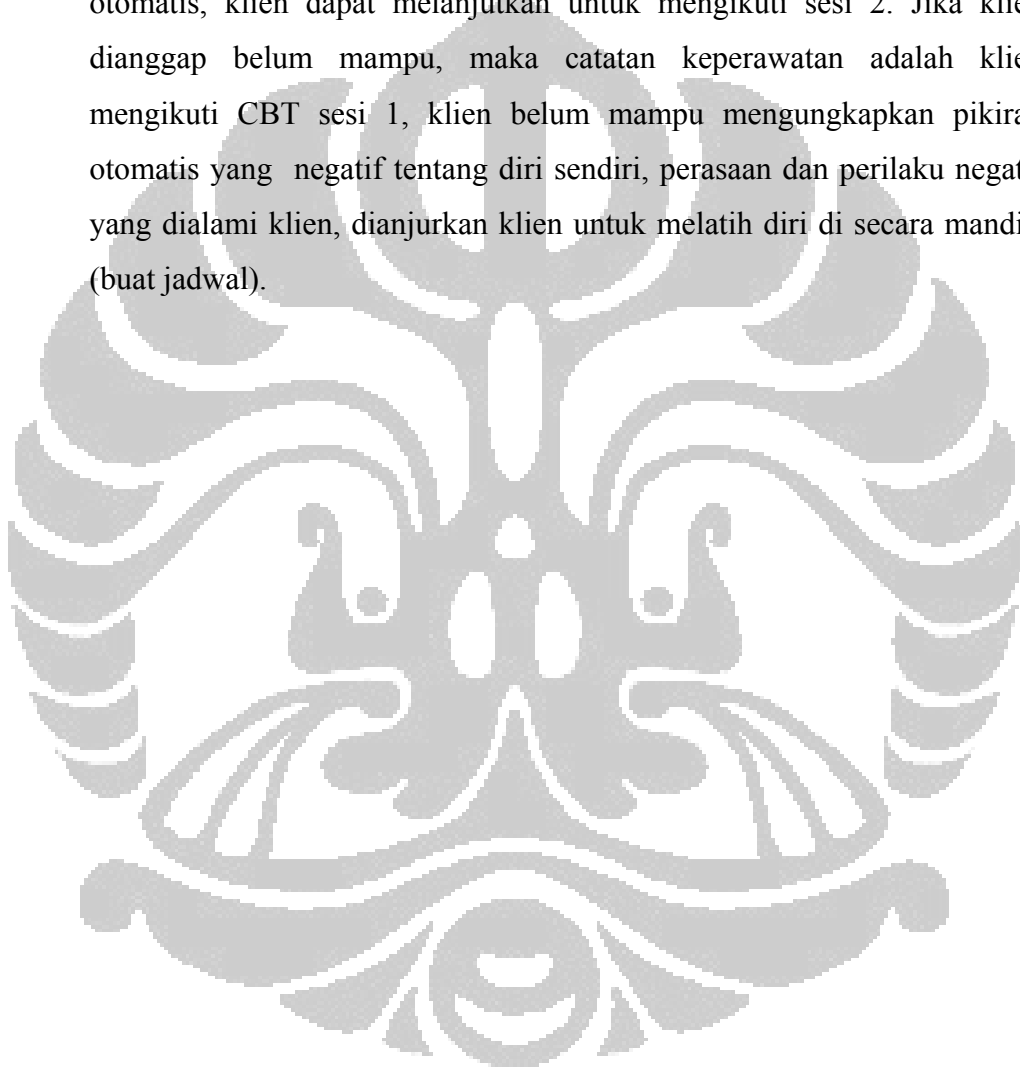 otomatis, klien dapat melanjutkan untuk mengikuti sesi 2. Jika klie
dianggap belum mampu, maka catatan keperawatan adalah klie
mengikuti CBT sesi 1, klien belum mampu mengungkapkan pikira
otomatis yang negatif tentang diri sendiri, perasaan dan perilaku negat
yang dialami klien, dianjurkan klien untuk melatih diri di secara mandi
(buat jadwal).